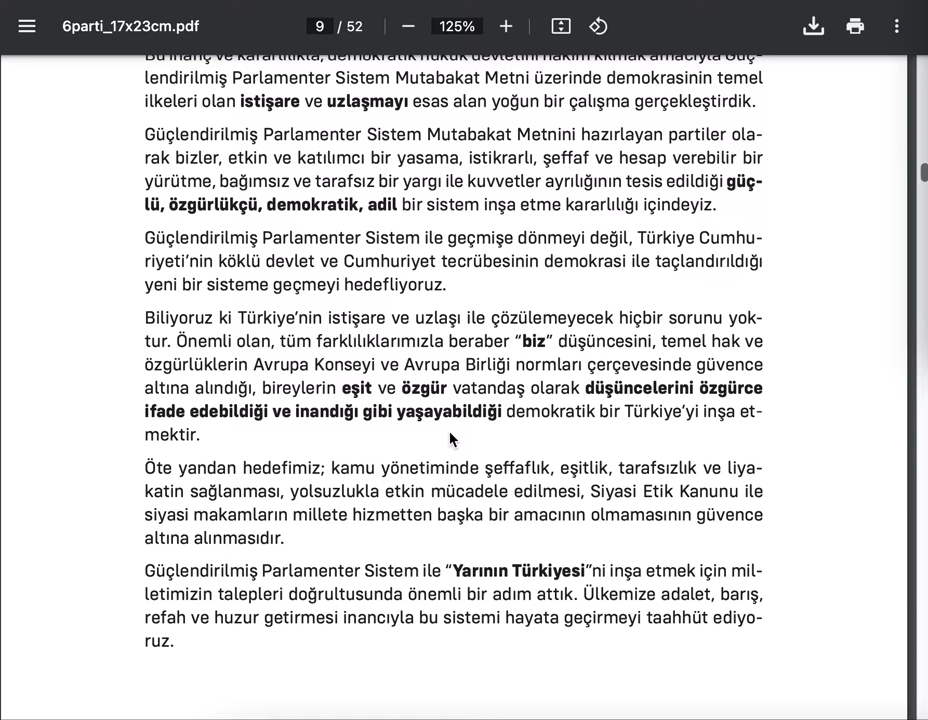 6parti_17x23cm.pdf
9 / 52
125%
Bu inanç ve kararlılıkla, demokratik hukuk devletini hakim kılmak amacıyla Güç-
lendirilmiş Parlamenter Sistem Mutabakat Metni üzerinde demokrasinin temel
ilkeleri olan istişare ve uzlaşmayı esas alan yoğun bir çalışma gerçekleştirdik.
Güçlendirilmiş Parlamenter Sistem Mutabakat Metnini hazırlayan partiler ola-
rak bizler, etkin ve katılımcı bir yasama, istikrarlı, şeffaf ve hesap verebilir bir
yürütme, bağımsız ve tarafsız bir yargı ile kuvvetler ayrılığının tesis edildiği güç-
lü, özgürlükçü, demokratik, adil bir sistem inşa etme kararlılığı içindeyiz.
Güçlendirilmiş Parlamenter Sistem ile geçmişe dönmeyi değil, Türkiye Cumhu-
riyeti’nin köklü devlet ve Cumhuriyet tecrübesinin demokrasi ile taçlandırıldığı
yeni bir sisteme geçmeyi hedefliyoruz.
Biliyoruz ki Türkiye’nin istişare ve uzlaşı ile çözülemeyecek hiçbir sorunu yok-
tur. Önemli olan, tüm farklılıklarımızla beraber “biz” düşüncesini, temel hak ve
özgürlüklerin Avrupa Konseyi ve Avrupa Birliği normları çerçevesinde güvence
altına alındığı, bireylerin eşit ve özgür vatandaş olarak düşüncelerini özgürce
ifade edebildiği ve inandığı gibi yaşayabildiği demokratik bir Türkiye’yi inşa et-
mektir.
Öte yandan hedefimiz; kamu yönetiminde şeffaflık, eşitlik, tarafsızlık ve liya-
katin sağlanması, yolsuzlukla etkin mücadele edilmesi, Siyasi Etik Kanunu ile
siyasi makamların millete hizmetten başka bir amacının olmamasının güvence
altına alınmasıdır.
Güçlendirilmiş Parlamenter Sistem ile “Yarının Türkiyesi”ni inşa etmek için mil-
letimizin talepleri doğrultusunda önemli bir adım attık. Ülkemize adalet, barış,
refah ve huzur getirmesi inancıyla bu sistemi hayata geçirmeyi taahhüt ediyo-
ruz.